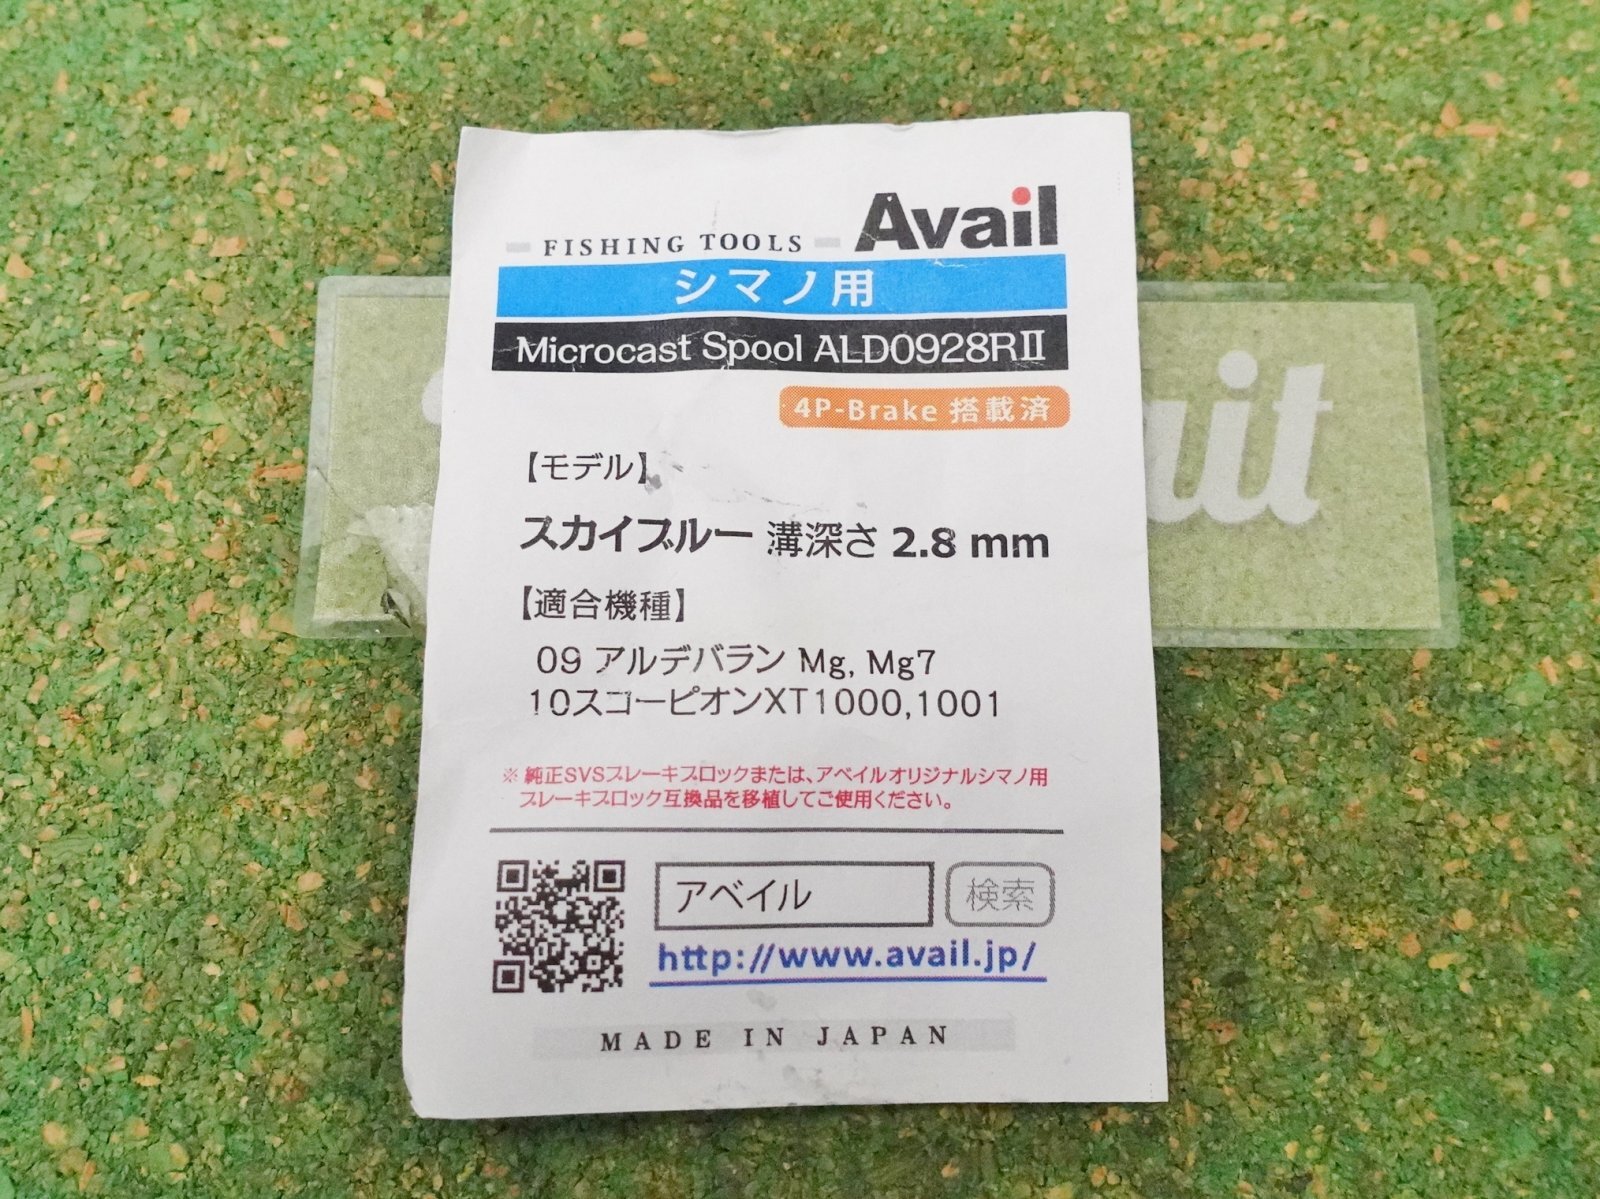 FISHING TOOLS Avail
シマノ用
Microcast Spool ALD0928RⅡ
4P-Brake 搭載済
【モデル】
スカイブルー 溝深さ 2.8 mm
【適合機種】
09 アルデバラン Mg, Mg7
10スコーピオンXT1000,1001
※ 純正SVSブレーキブロックまたは、アベイルオリジナルシマノ用
ブレーキブロック互換品を移植してご使用ください。
アベイル 検索
http://www.avail.jp/
MADE IN JAPAN